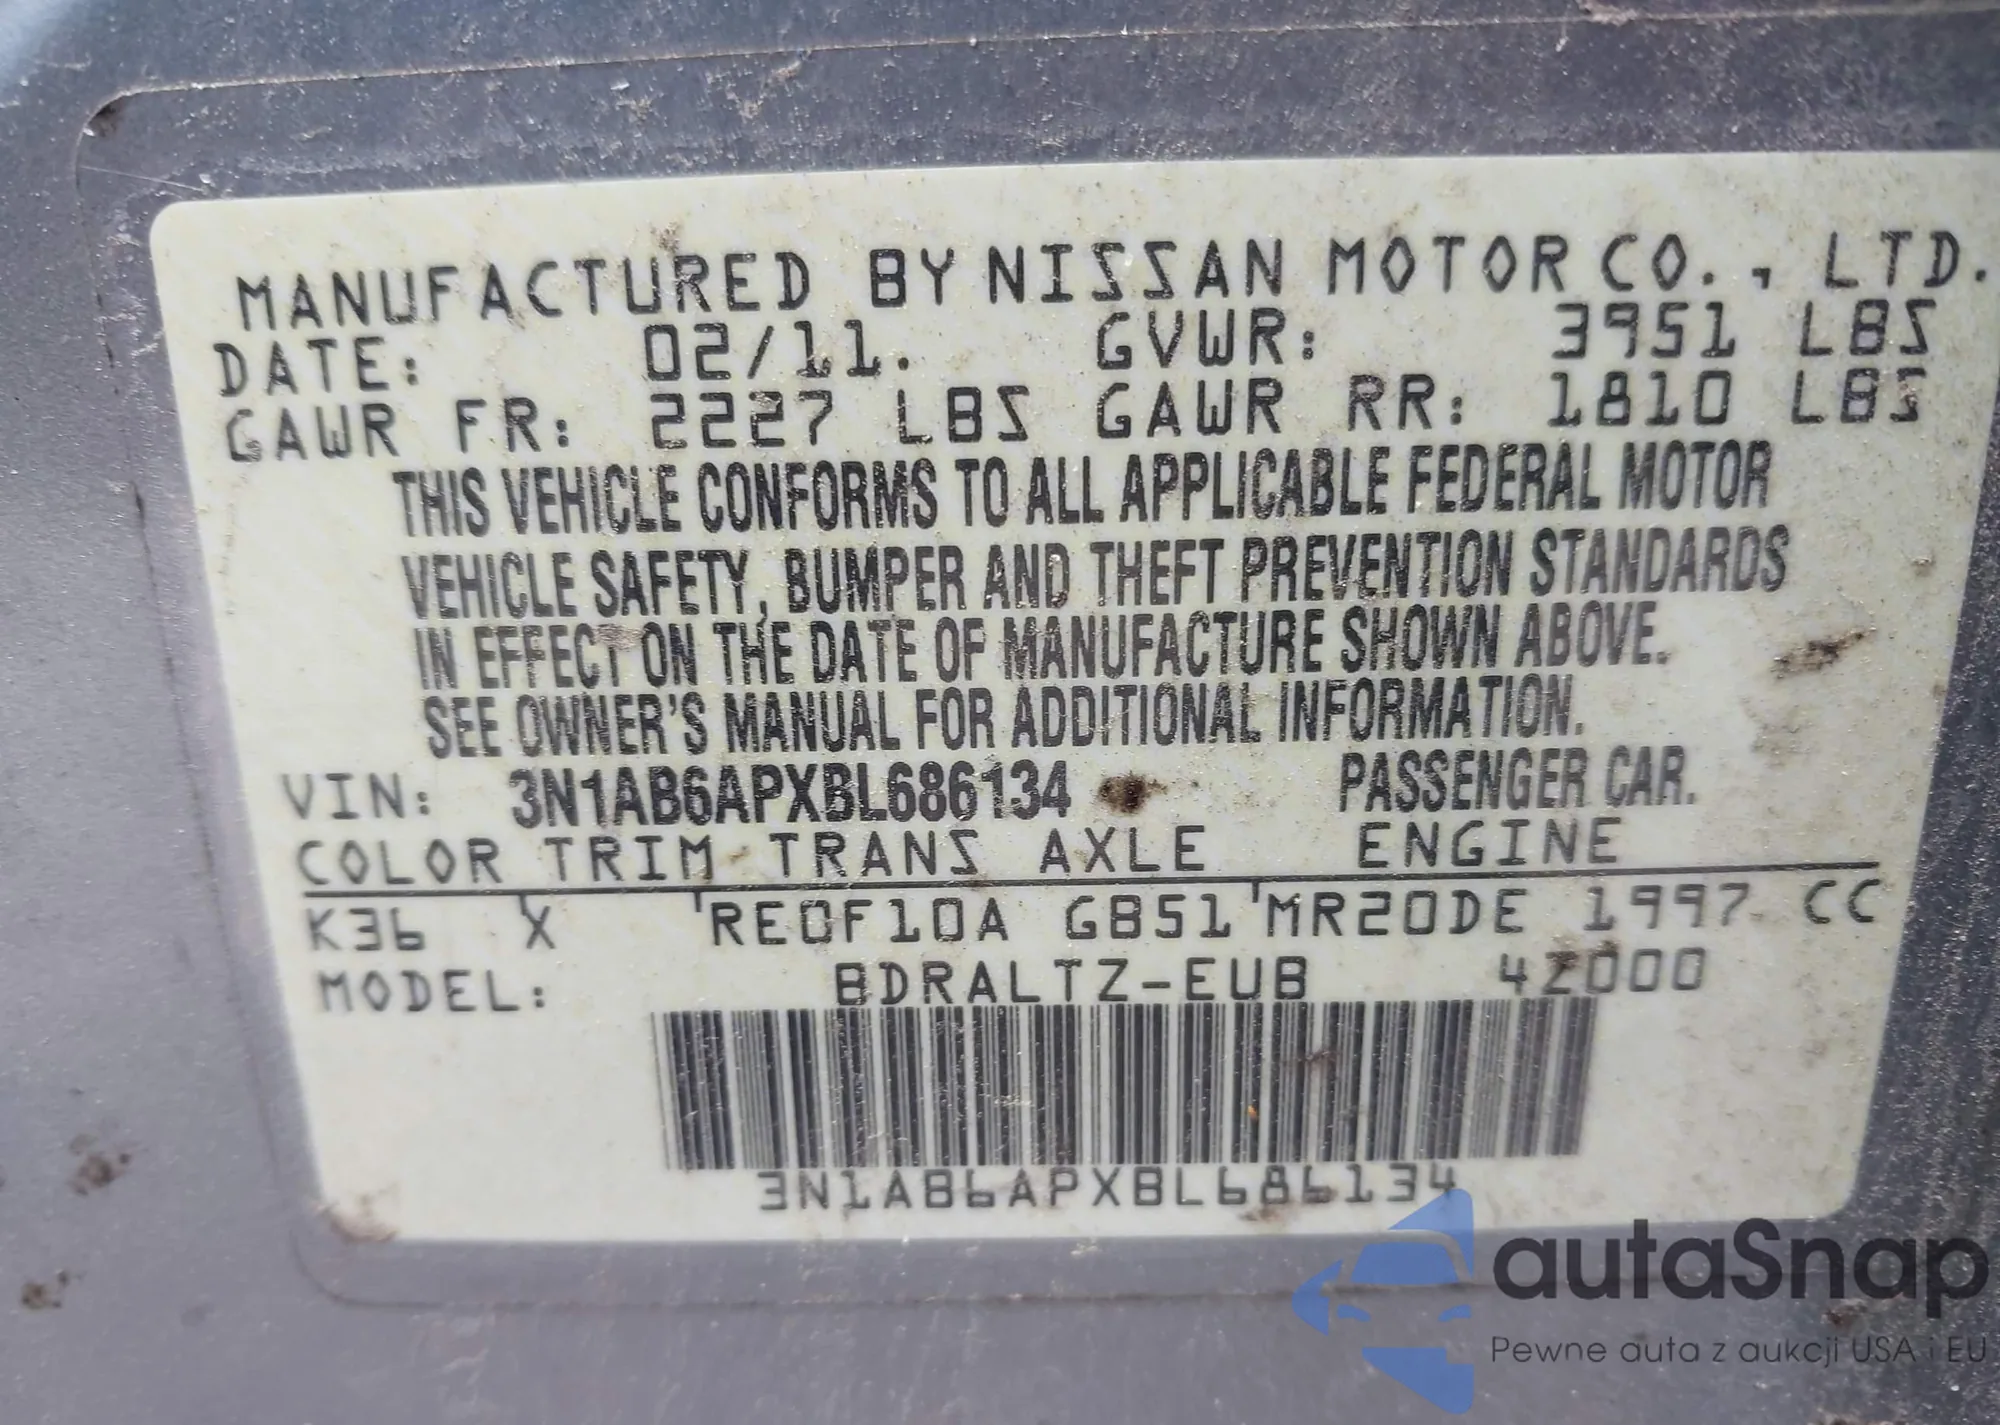 MANUFACTURED BY NISSAN MOTOR CO., LTD.
DATE: 02/11. GVWR: 3951 LBS
GAWR FR: 2227 LBS GAWR RR: 1810 LBS
THIS VEHICLE CONFORMS TO ALL APPLICABLE FEDERAL MOTOR
VEHICLE SAFETY, BUMPER AND THEFT PREVENTION STANDARDS
IN EFFECT ON THE DATE OF MANUFACTURE SHOWN ABOVE.
SEE OWNER'S MANUAL FOR ADDITIONAL INFORMATION.
VIN: 3N1AB6APXBL686134 PASSENGER CAR.
COLOR TRIM TRANS AXLE ENGINE
K36 X RE0F10A GB51 MR20DE 1997 CC
MODEL: BDRALTZ-EUB 4Z000
3N1AB6APXBL686134
autaSnap
Pewne auta z aukcji USA i EU